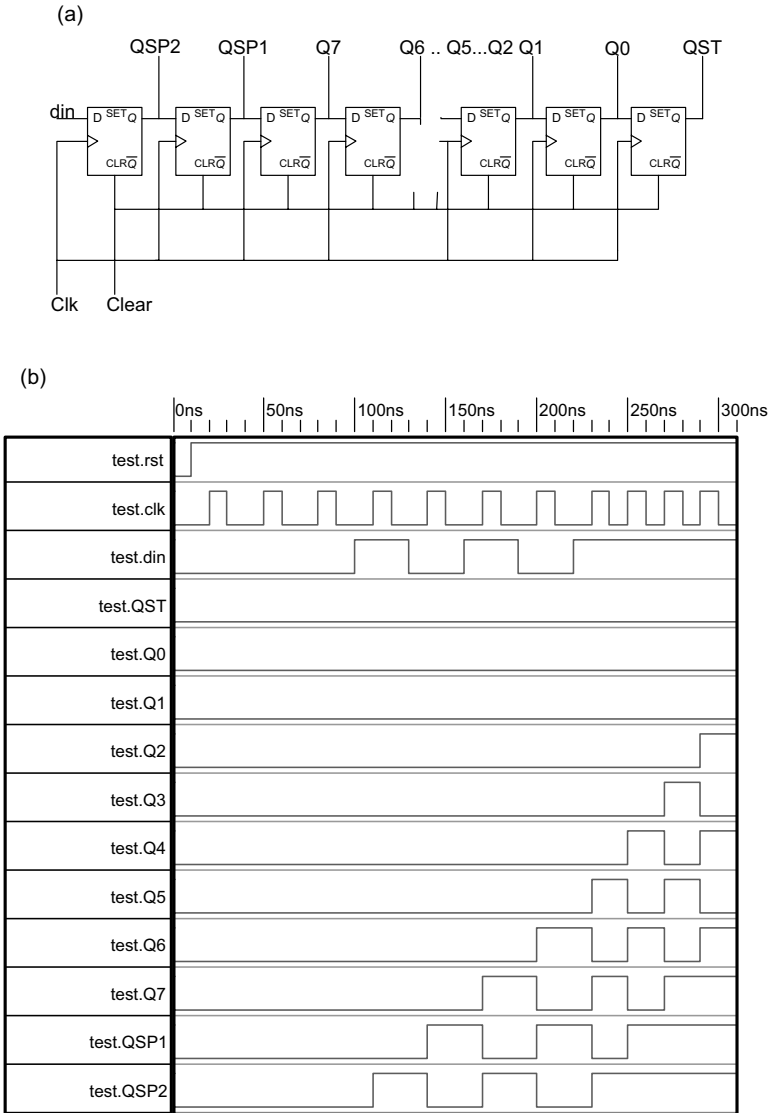 (a)
QSP2 QSP1 Q7 Q6 .. Q5...Q2 Q1 Q0 QST
din
D SET Q D SET Q D SET Q D SET Q D SET Q D SET Q D SET Q
CLR Q CLR Q CLR Q CLR Q CLR Q CLR Q CLR Q
Clk Clear
(b)
0ns 50ns 100ns 150ns 200ns 250ns 300ns
test.rst
test.clk
test.din
test.QST
test.Q0
test.Q1
test.Q2
test.Q3
test.Q4
test.Q5
test.Q6
test.Q7
test.QSP1
test.QSP2